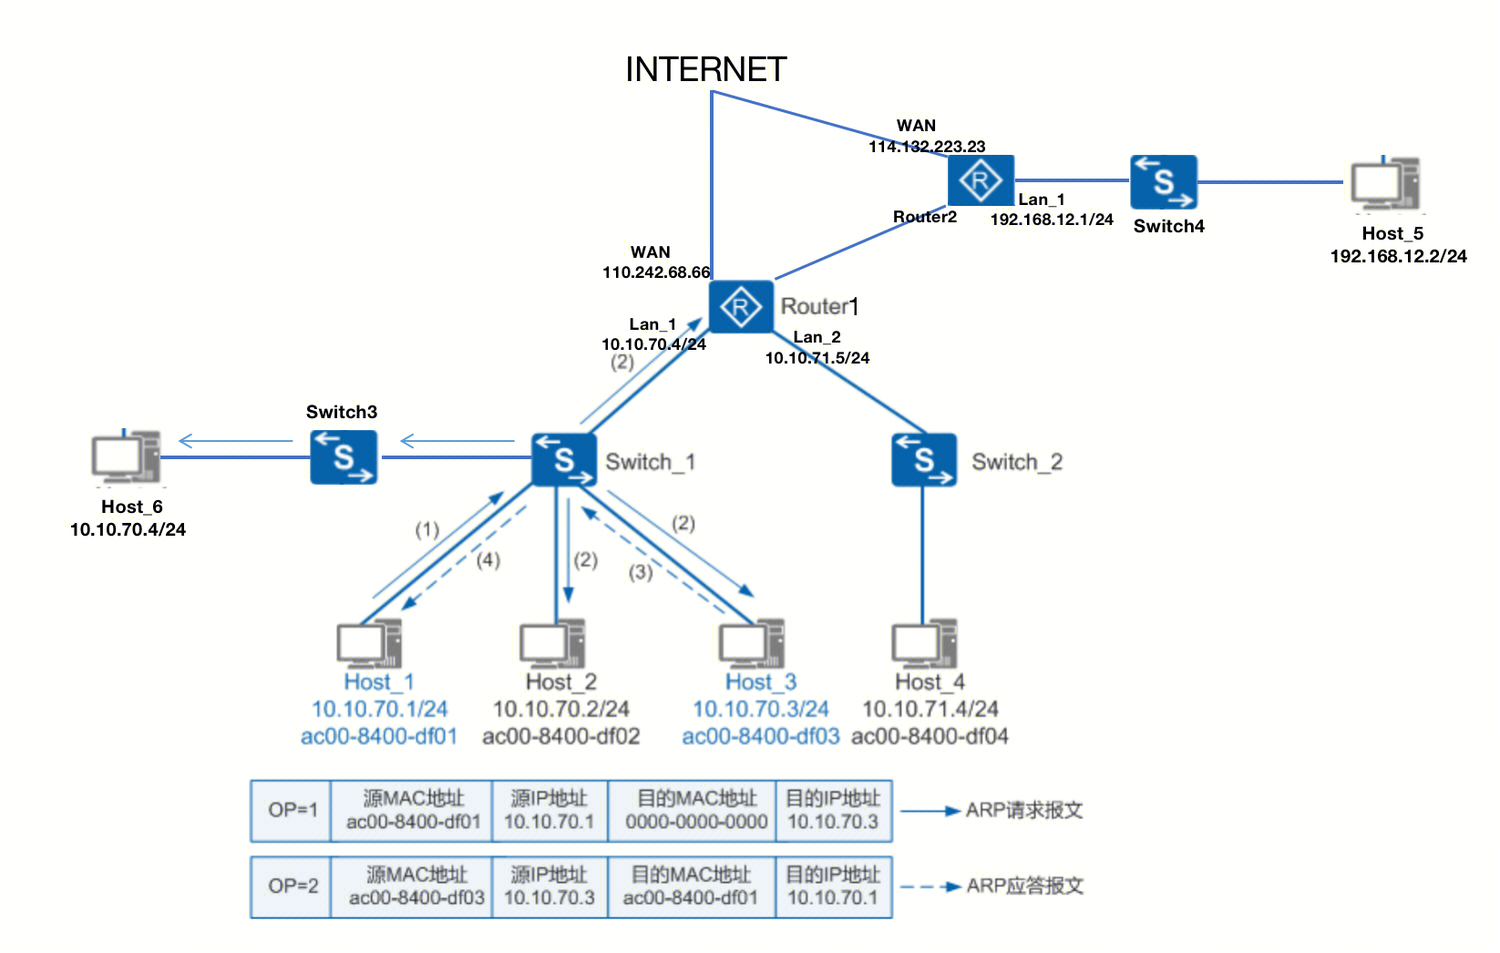 INTERNET
WAN
114.132.223.23
Router2
Lan_1
192.168.12.1/24
Switch4
Host_5
192.168.12.2/24
WAN
110.242.68.66
Router1
Lan_1
10.10.70.4/24
(2)
Lan_2
10.10.71.5/24
Switch3
Switch_1
Switch_2
Host_6
10.10.70.4/24
(1)
(4)
(2)
(2)
(3)
Host_1
10.10.70.1/24
ac00-8400-df01
Host_2
10.10.70.2/24
ac00-8400-df02
Host_3
10.10.70.3/24
ac00-8400-df03
Host_4
10.10.71.4/24
ac00-8400-df04
OP=1
源MAC地址
ac00-8400-df01
源IP地址
10.10.70.1
目的MAC地址
0000-0000-0000
目的IP地址
10.10.70.3
ARP请求报文
OP=2
源MAC地址
ac00-8400-df03
源IP地址
10.10.70.3
目的MAC地址
ac00-8400-df01
目的IP地址
10.10.70.1
ARP应答报文